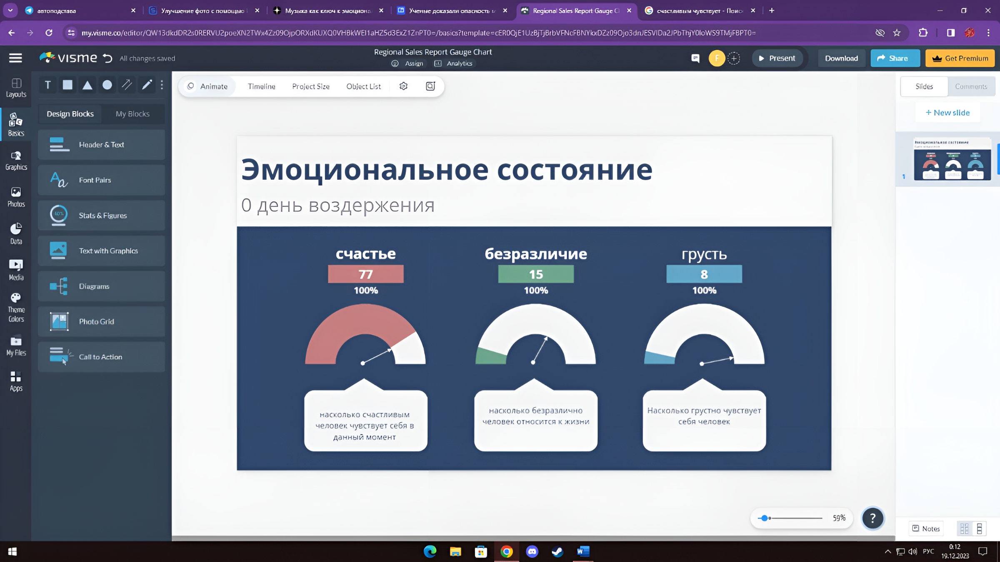 автоподстава
Улучшение фото с помощью
Музыка как ключ к эмоциона
Ученые доказали опасность
Regional Sales Report Gauge C
счастливым чувствует - Поис
visme
All changes saved
Regional Sales Report Gauge Chart
Assign
Analytics
F
Present
Download
Share
Get Premium
Layouts
Basics
Graphics
Photos
Data
Media
Theme
Colors
My Files
Apps
T
Design Blocks
My Blocks
Header & Text
Font Pairs
Stats & Figures
Text with Graphics
Diagrams
Photo Grid
Call to Action
Animate
Timeline
Project Size
Object List
Эмоциональное состояние
0 день воздержения
счастье
77
100%
безразличие
15
100%
грусть
8
100%
насколько счастливым
человек чувствует себя в
данный момент
насколько безразлично
человек относится к жизни
Насколько грустно чувствует
себя человек
Slides
Comments
+ New slide
1
59%
?
Notes
РУС
0:12
19.12.2023